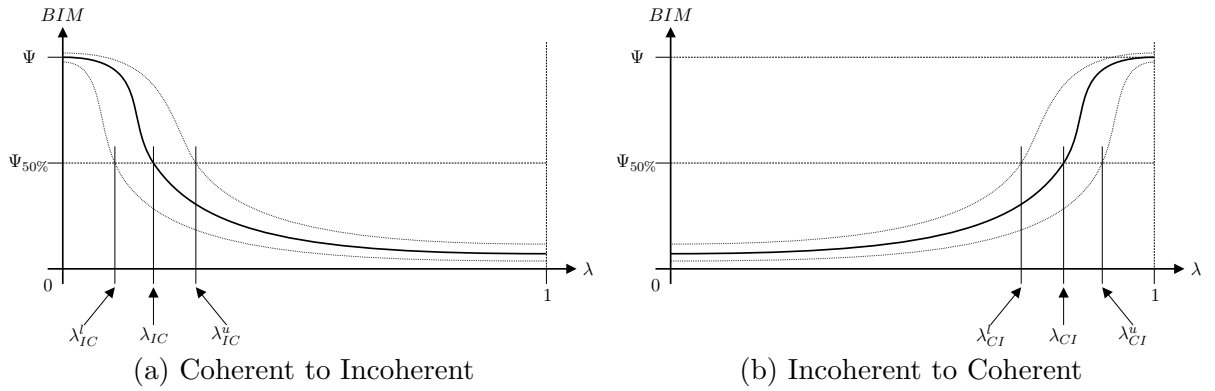 BIM
Ψ
Ψ50%
0
1
λ
λ^l_IC
λ_IC
λ^u_IC
(a) Coherent to Incoherent
BIM
Ψ
Ψ50%
0
1
λ
λ^l_CI
λ_CI
λ^u_CI
(b) Incoherent to Coherent